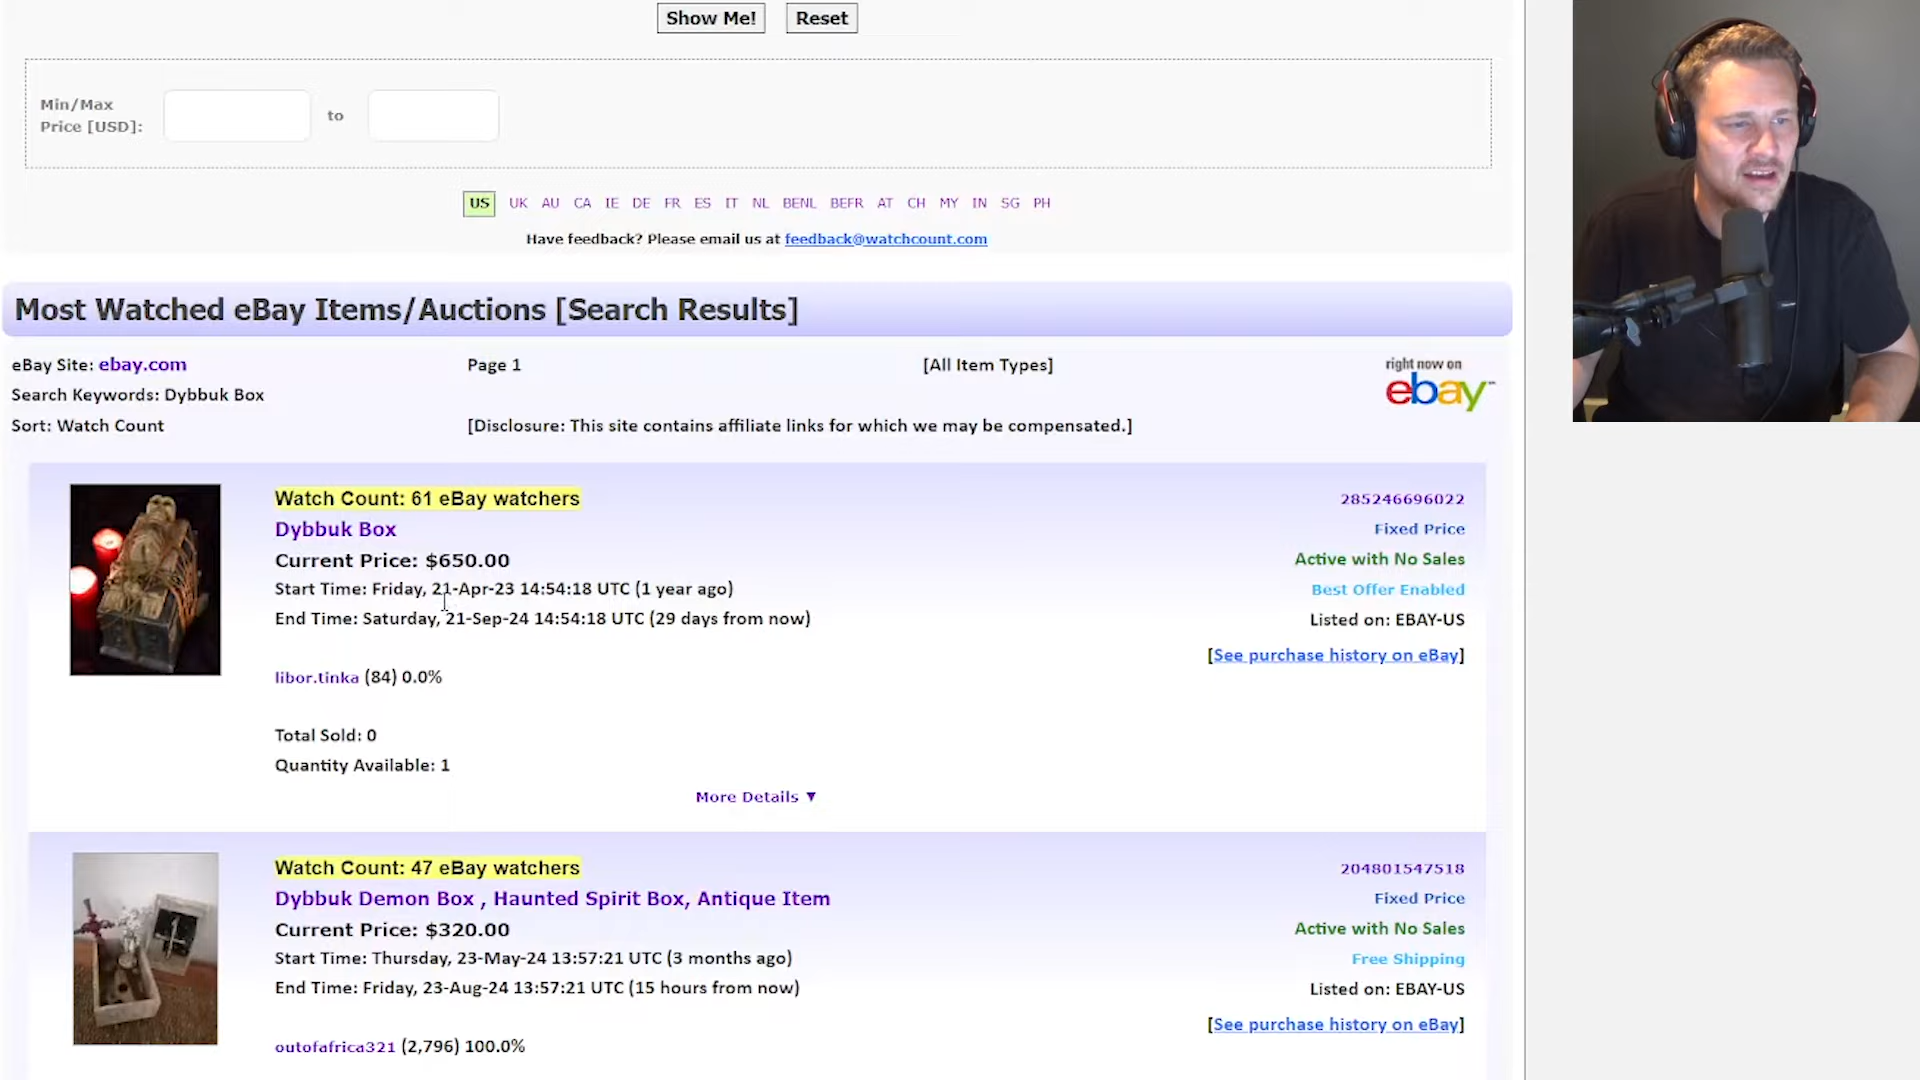 Show Me! Reset
Min/Max
Price [USD]:
to
US UK AU CA IE DE FR ES IT NL BENL BEFR AT CH MY IN SG PH
Have feedback? Please email us at feedback@watchcount.com
Most Watched eBay Items/Auctions [Search Results]
eBay Site: ebay.com Page 1 [All Item Types]
right now on
ebay™
Search Keywords: Dybbuk Box
Sort: Watch Count [Disclosure: This site contains affiliate links for which we may be compensated.]
Watch Count: 61 eBay watchers 285246696022
Dybbuk Box Fixed Price
Current Price: $650.00 Active with No Sales
Start Time: Friday, 21-Apr-23 14:54:18 UTC (1 year ago) Best Offer Enabled
End Time: Saturday, 21-Sep-24 14:54:18 UTC (29 days from now) Listed on: EBAY-US
[See purchase history on eBay]
libor.tinka (84) 0.0%
Total Sold: 0
Quantity Available: 1
More Details ▼
Watch Count: 47 eBay watchers 204801547518
Dybbuk Demon Box , Haunted Spirit Box, Antique Item Fixed Price
Current Price: $320.00 Active with No Sales
Start Time: Thursday, 23-May-24 13:57:21 UTC (3 months ago) Free Shipping
End Time: Friday, 23-Aug-24 13:57:21 UTC (15 hours from now) Listed on: EBAY-US
[See purchase history on eBay]
outofafrica321 (2,796) 100.0%